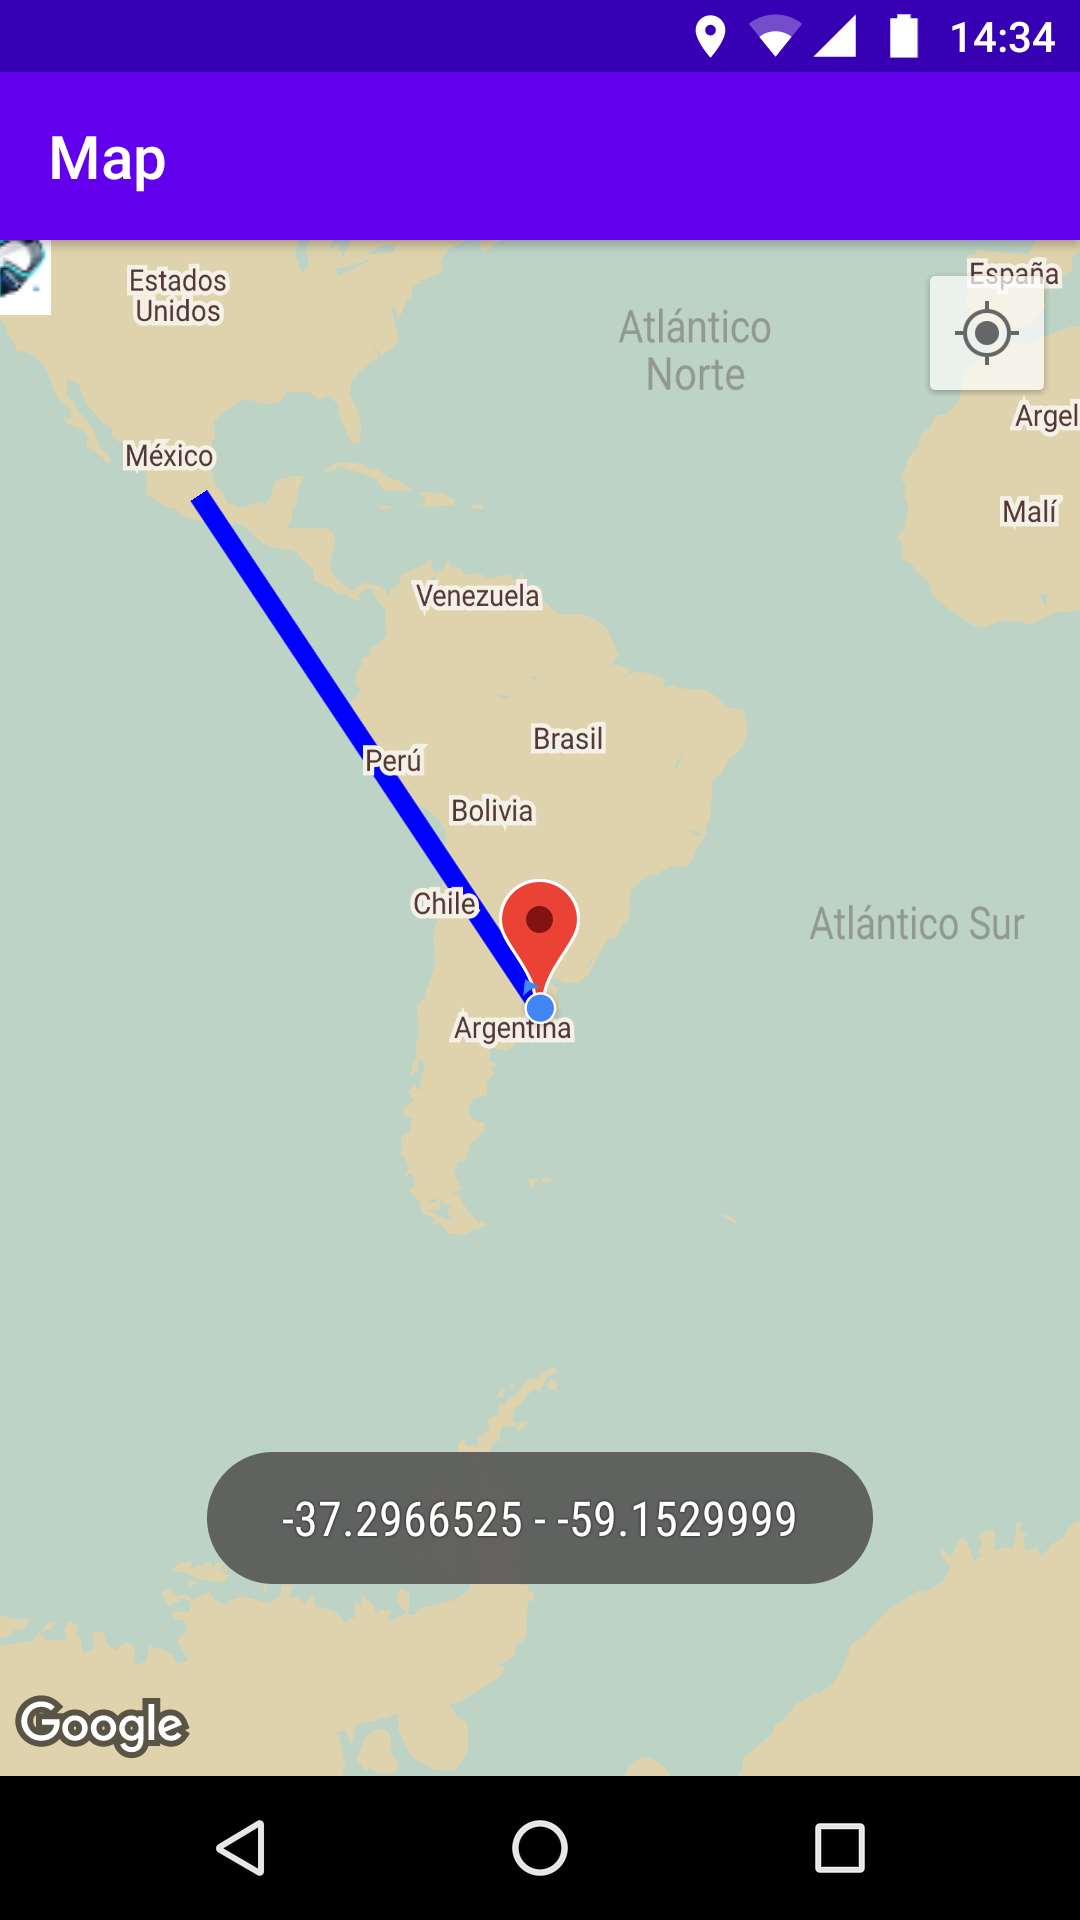 14:34
Map
Estados
Unidos
España
Atlántico
Norte
Argel
México
Malí
Venezuela
Brasil
Perú
Bolivia
Chile
Atlántico Sur
Argentina
-37.2966525 - -59.1529999
Google